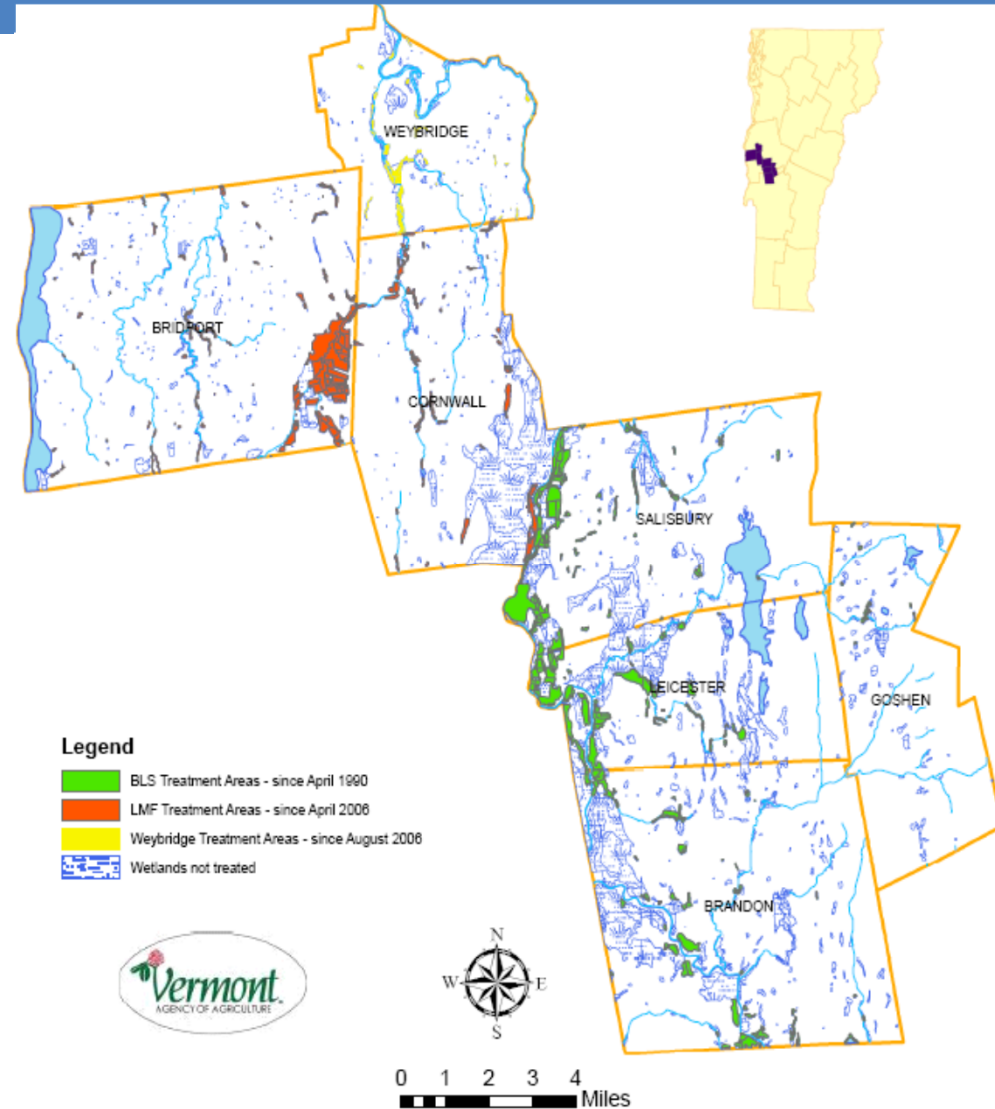 WEYBRIDGE
BRIDPORT
CORNWALL
SALISBURY
LEICESTER
GOSHEN
Legend
BLS Treatment Areas - since April 1990
LMF Treatment Areas - since April 2006
Weybridge Treatment Areas - since August 2006
Wetlands not treated
BRANDON
Vermont
AGENCY OF AGRICULTURE
N
W E
S
0 1 2 3 4
Miles